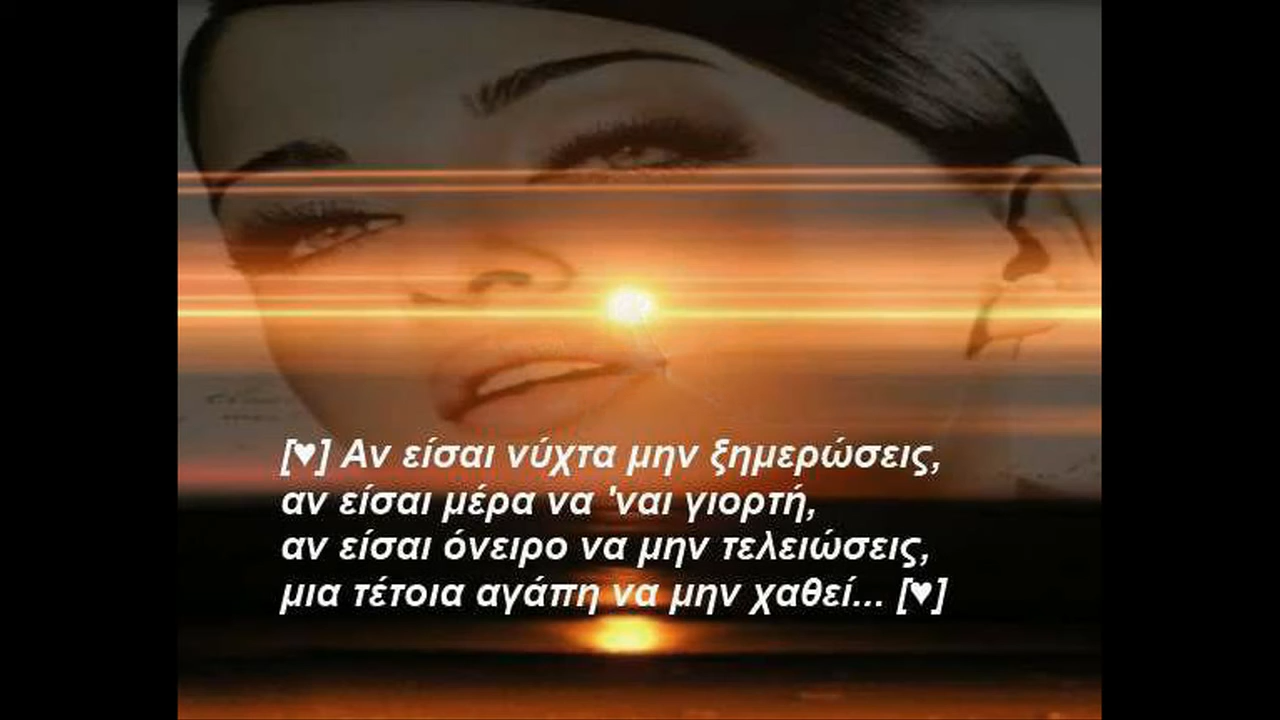 [♥] Αν είσαι νύχτα μην ξημερώσεις,
αν είσαι μέρα να 'ναι γιορτή,
αν είσαι όνειρο να μην τελειώσεις,
μια τέτοια αγάπη να μην χαθεί... [♥]